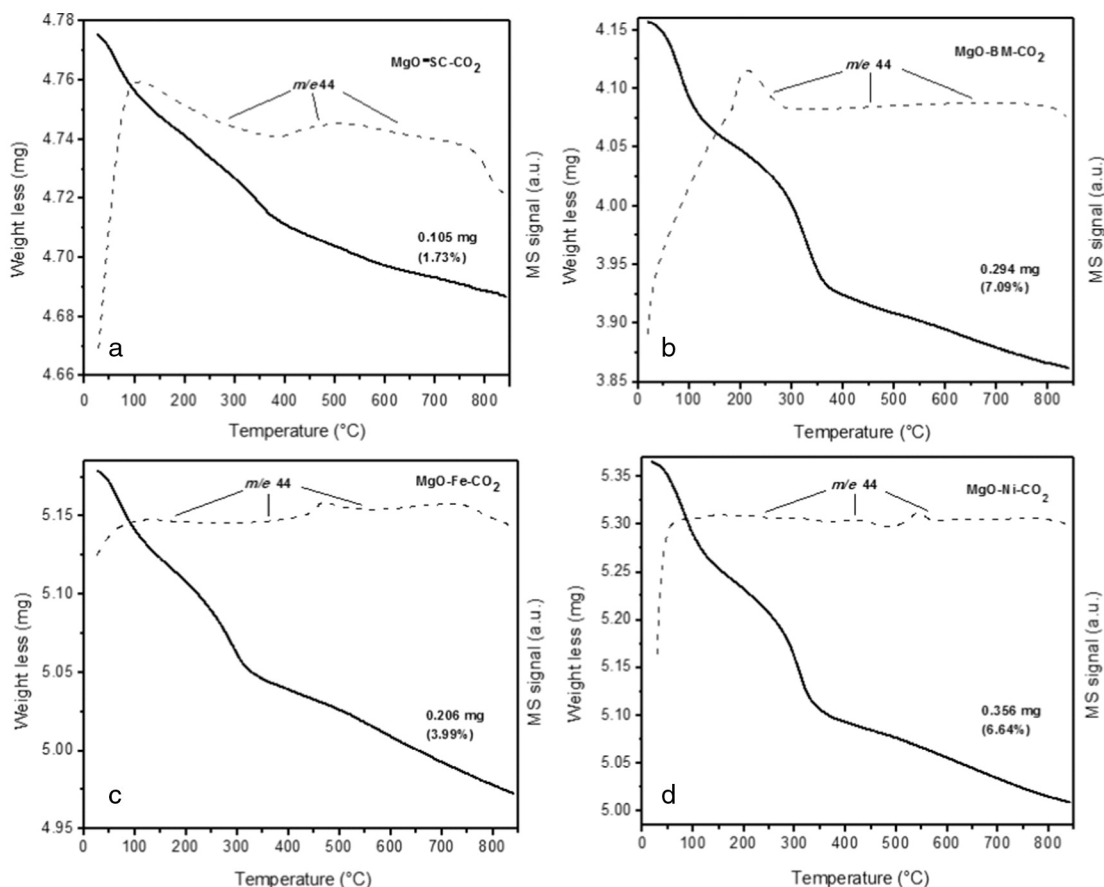 4.78
4.76
4.74
4.72
4.70
4.68
4.66
Weight less (mg)
MgO=SC-CO₂
m/e44
0.105 mg
(1.73%)
a
MS signal (a.u.)
0 100 200 300 400 500 600 700 800
Temperature (°C)
4.15
4.10
4.05
4.00
3.95
3.90
3.85
Weight less (mg)
MgO-BM-CO₂
m/e 44
0.294 mg
(7.09%)
b
MS signal (a.u.)
0 100 200 300 400 500 600 700 800
Temperature (°C)
5.15
5.10
5.05
5.00
4.95
Weight less (mg)
MgO-Fe-CO₂
m/e 44
0.206 mg
(3.99%)
c
MS signal (a.u.)
0 100 200 300 400 500 600 700 800
Temperature (°C)
5.35
5.30
5.25
5.20
5.15
5.10
5.05
5.00
Weight less (mg)
MgO-Ni-CO₂
m/e 44
0.356 mg
(6.64%)
d
MS signal (a.u.)
0 100 200 300 400 500 600 700 800
Temperature (°C)